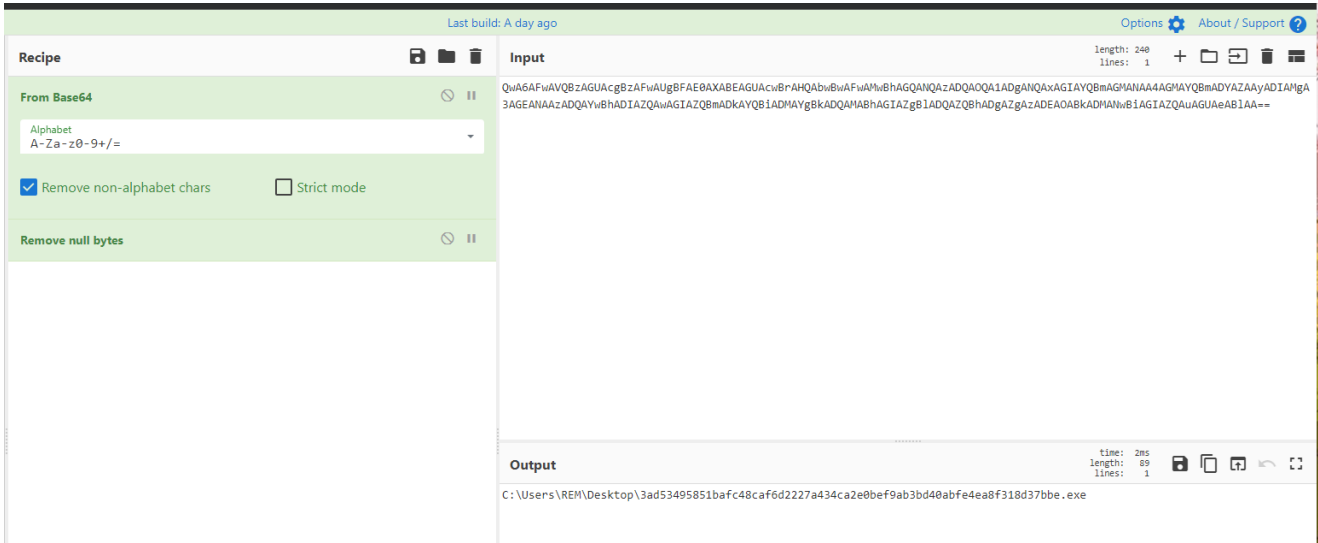 Last build: A day ago
Options
About / Support
Recipe
Input
length: 240
lines: 1
From Base64
Alphabet
A-Za-z0-9+/=
Remove non-alphabet chars
Strict mode
Remove null bytes
QwA6AFwAVQBzAGUAcgBzAFwAUgBFAE0AXABEAGUAcwBrAHQAbwBwAFwAMwBhAGQANQAzADQAOQA1ADgANQAxAGIAYQBmAGMANAA4AGMAYQBmADYAZAAyADIAMgA
3AGEANAAzADQAYwBhADIAZQAwAGIAZQBmADkAYQBiADMAYgBkADQAMABhAGIAZgBlADQAZQBhADgAZgAzADEAOABkADMANwBiAGIAZQAuAGUAeABlAA==
Output
time: 2ms
length: 89
lines: 1
C:\Users\REM\Desktop\3ad53495851bafc48caf6d2227a434ca2e0bef9ab3bd40abfe4ea8f318d37bbe.exe